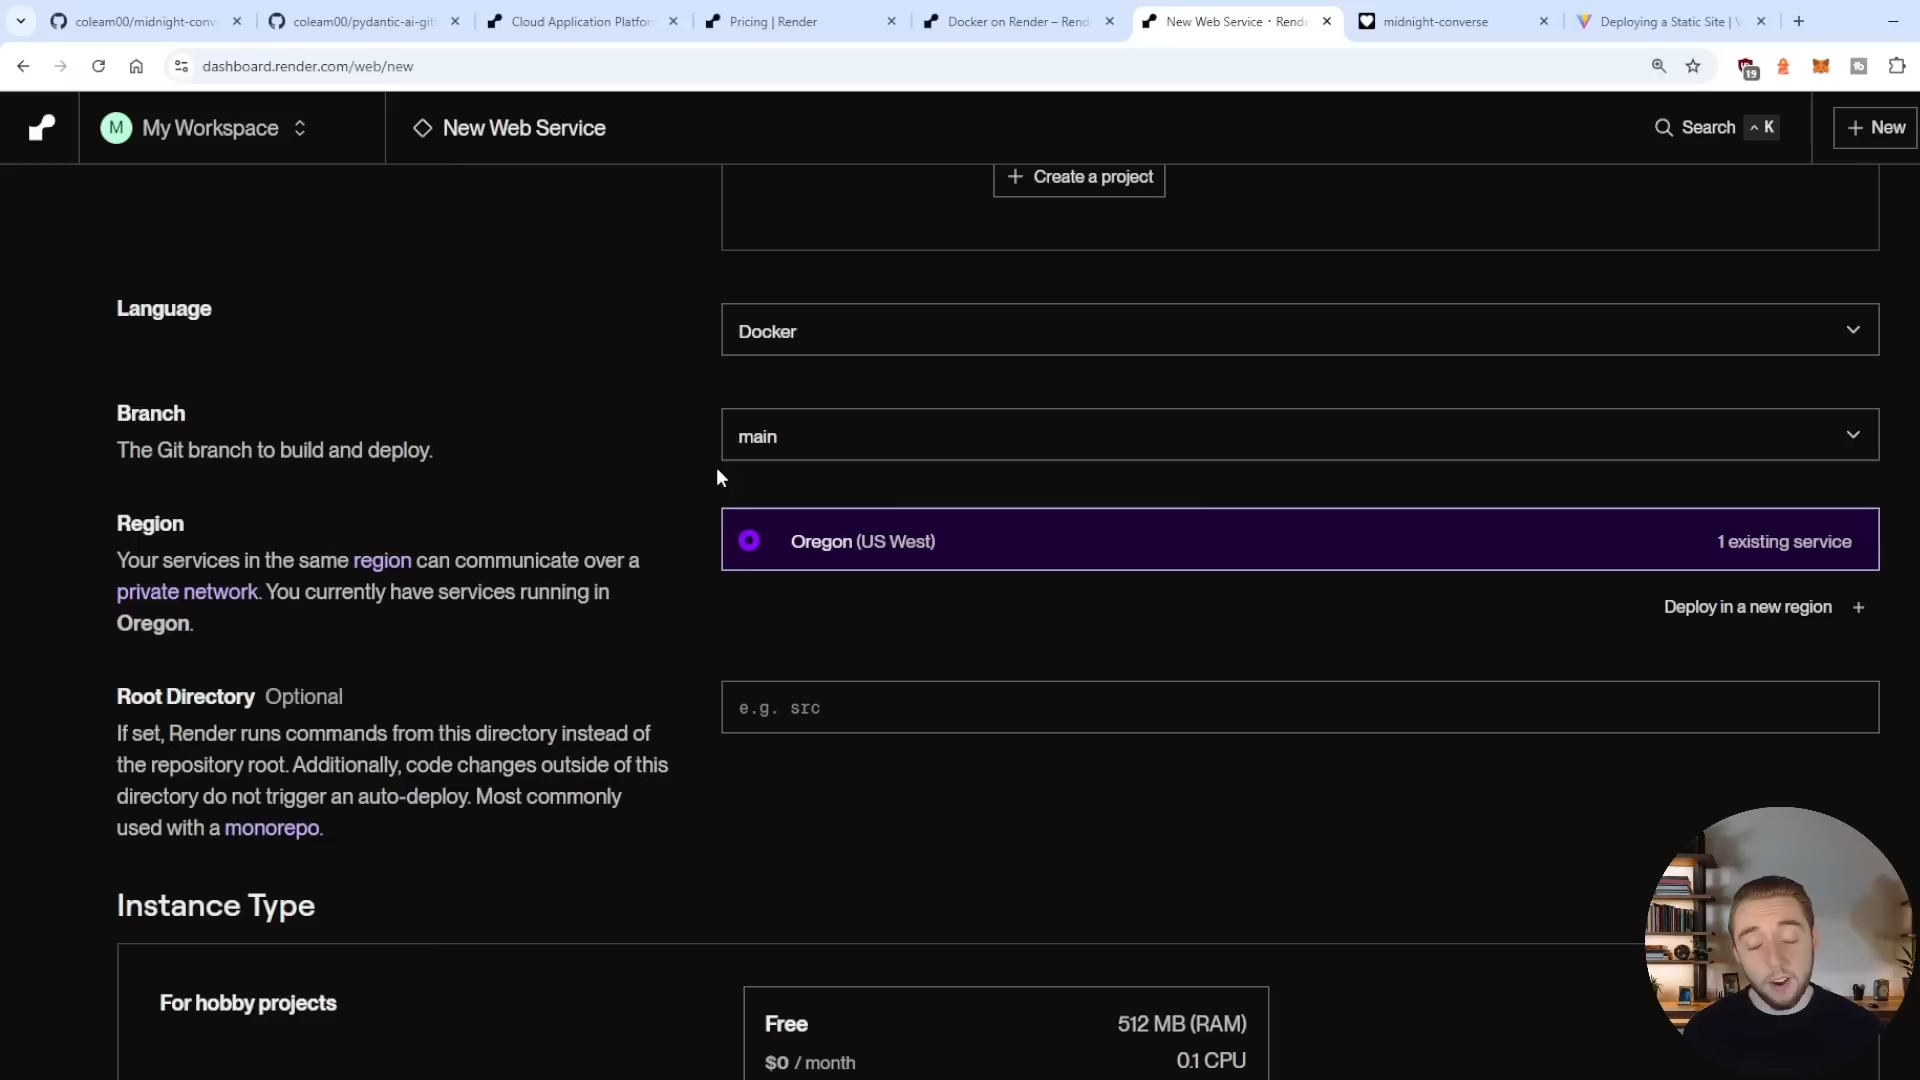 coleam00/midnight-conv
coleam00/pydantic-ai-git
Cloud Application Platfor
Pricing | Render
Docker on Render – Rend
New Web Service · Rende
midnight-converse
Deploying a Static Site | V
dashboard.render.com/web/new
19
M My Workspace
New Web Service
Search ^ K
+ New
+ Create a project
Language
Docker
Branch
The Git branch to build and deploy.
main
Region
Your services in the same region can communicate over a
private network. You currently have services running in
Oregon.
Oregon (US West)
1 existing service
Deploy in a new region +
Root Directory Optional
If set, Render runs commands from this directory instead of
the repository root. Additionally, code changes outside of this
directory do not trigger an auto-deploy. Most commonly
used with a monorepo.
e.g. src
Instance Type
For hobby projects
Free
512 MB (RAM)
$0 / month
0.1 CPU